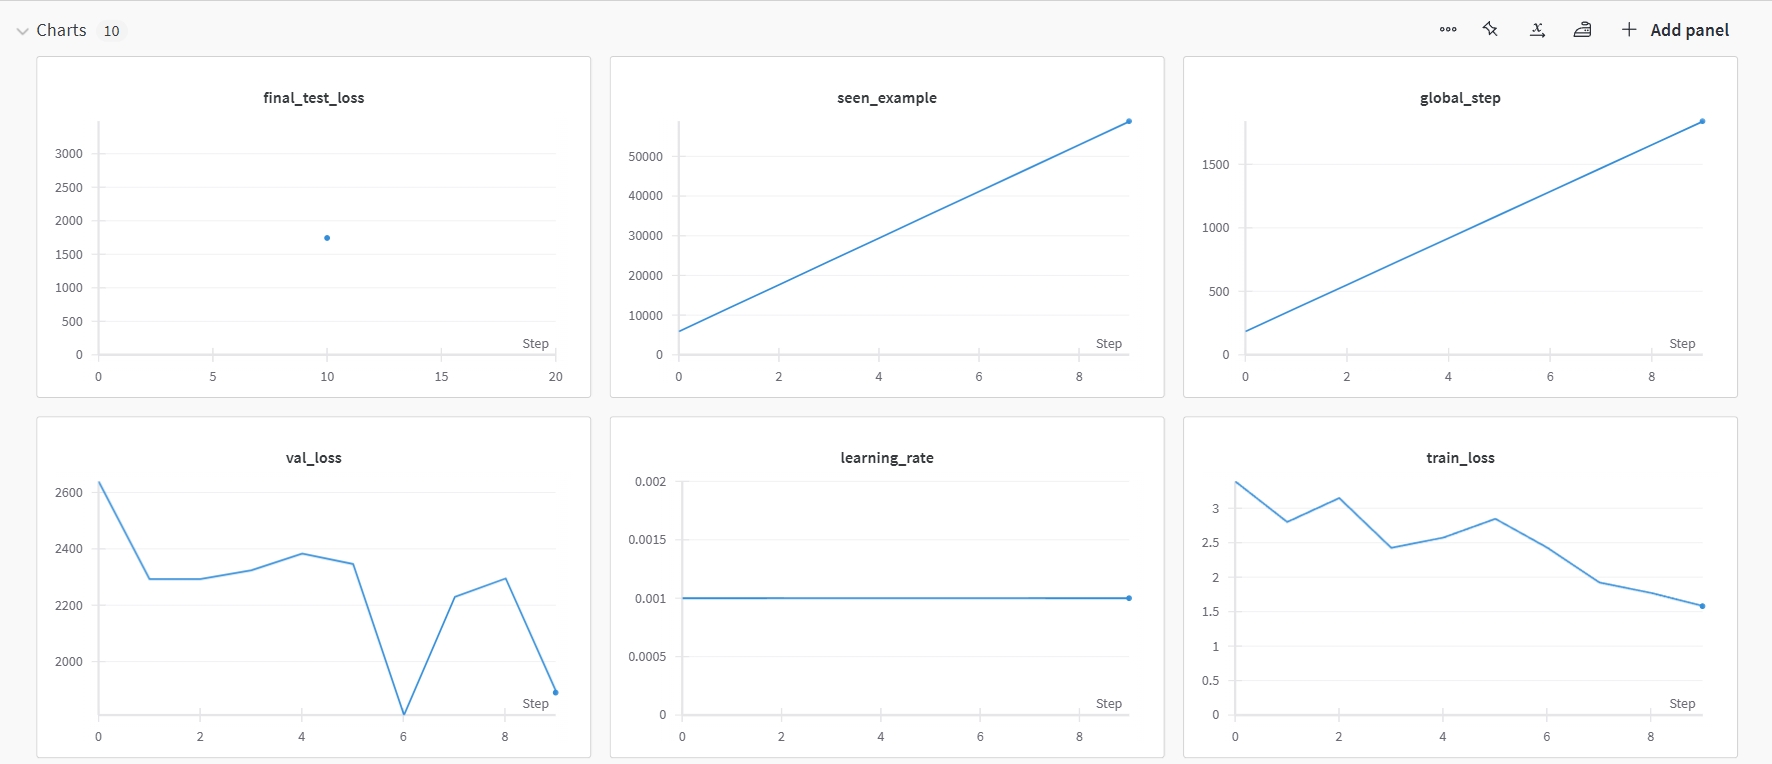 Charts 10
Add panel
final_test_loss
3000
2500
2000
1500
1000
500
0
Step
0 5 10 15 20
seen_example
50000
40000
30000
20000
10000
0
Step
0 2 4 6 8
global_step
1500
1000
500
0
Step
0 2 4 6 8
val_loss
2600
2400
2200
2000
Step
0 2 4 6 8
learning_rate
0.002
0.0015
0.001
0.0005
0
Step
0 2 4 6 8
train_loss
3
2.5
2
1.5
1
0.5
0
Step
0 2 4 6 8